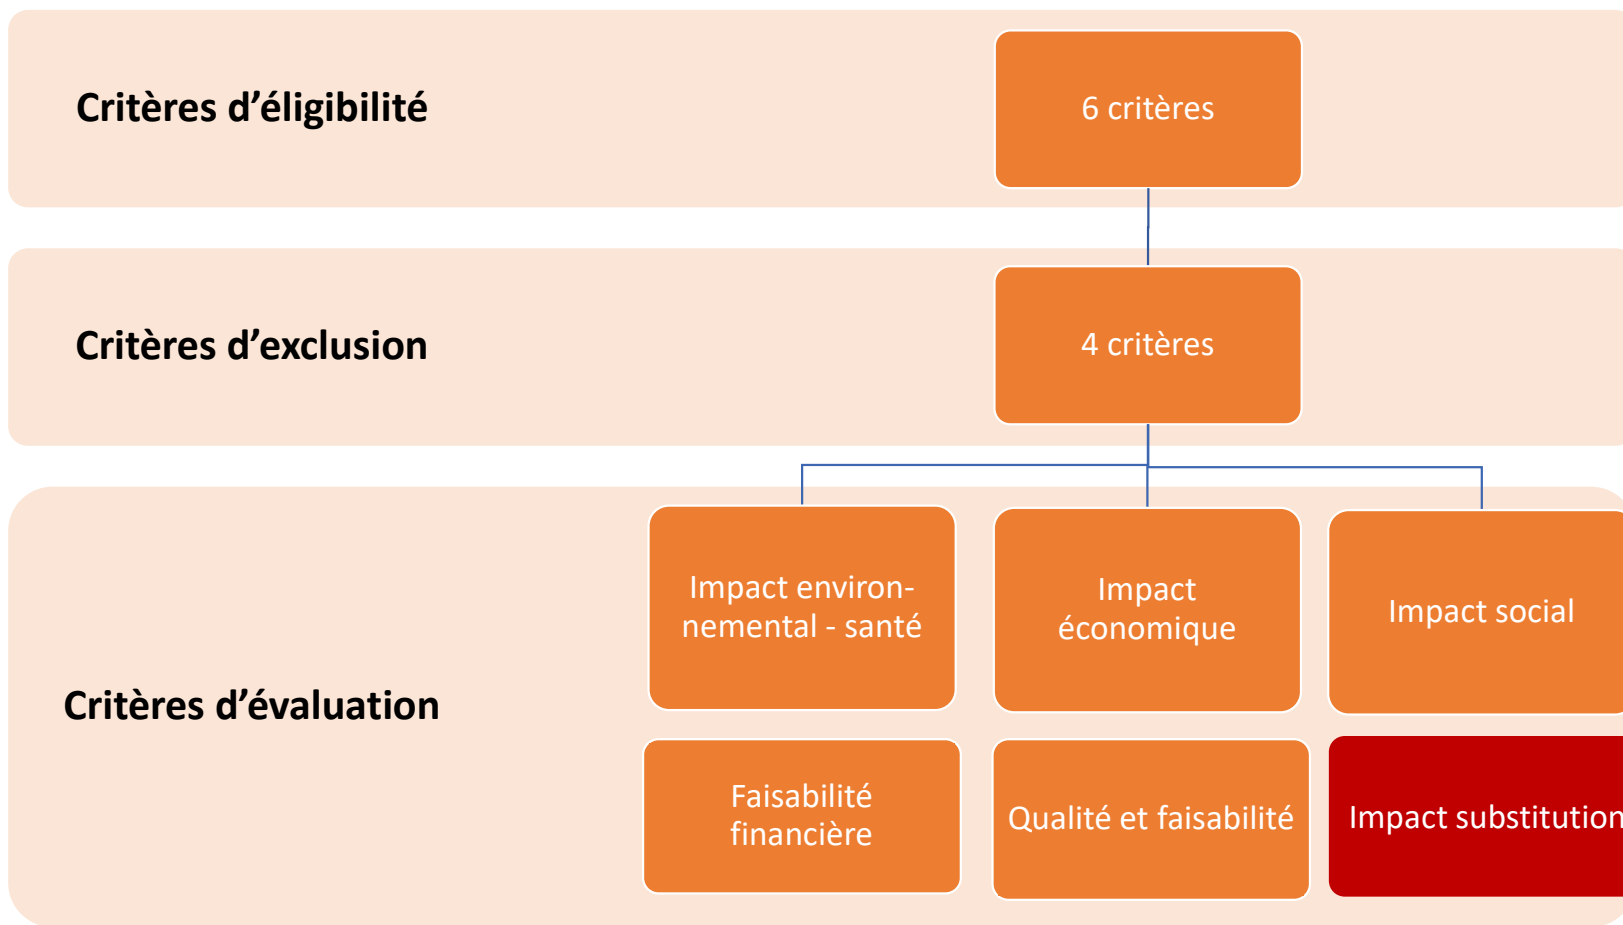 Critères d’éligibilité
6 critères
Critères d’exclusion
4 critères
Critères d’évaluation
Impact environ-
nemental - santé
Impact
économique
Impact social
Faisabilité
financière
Qualité et faisabilité
Impact substitution